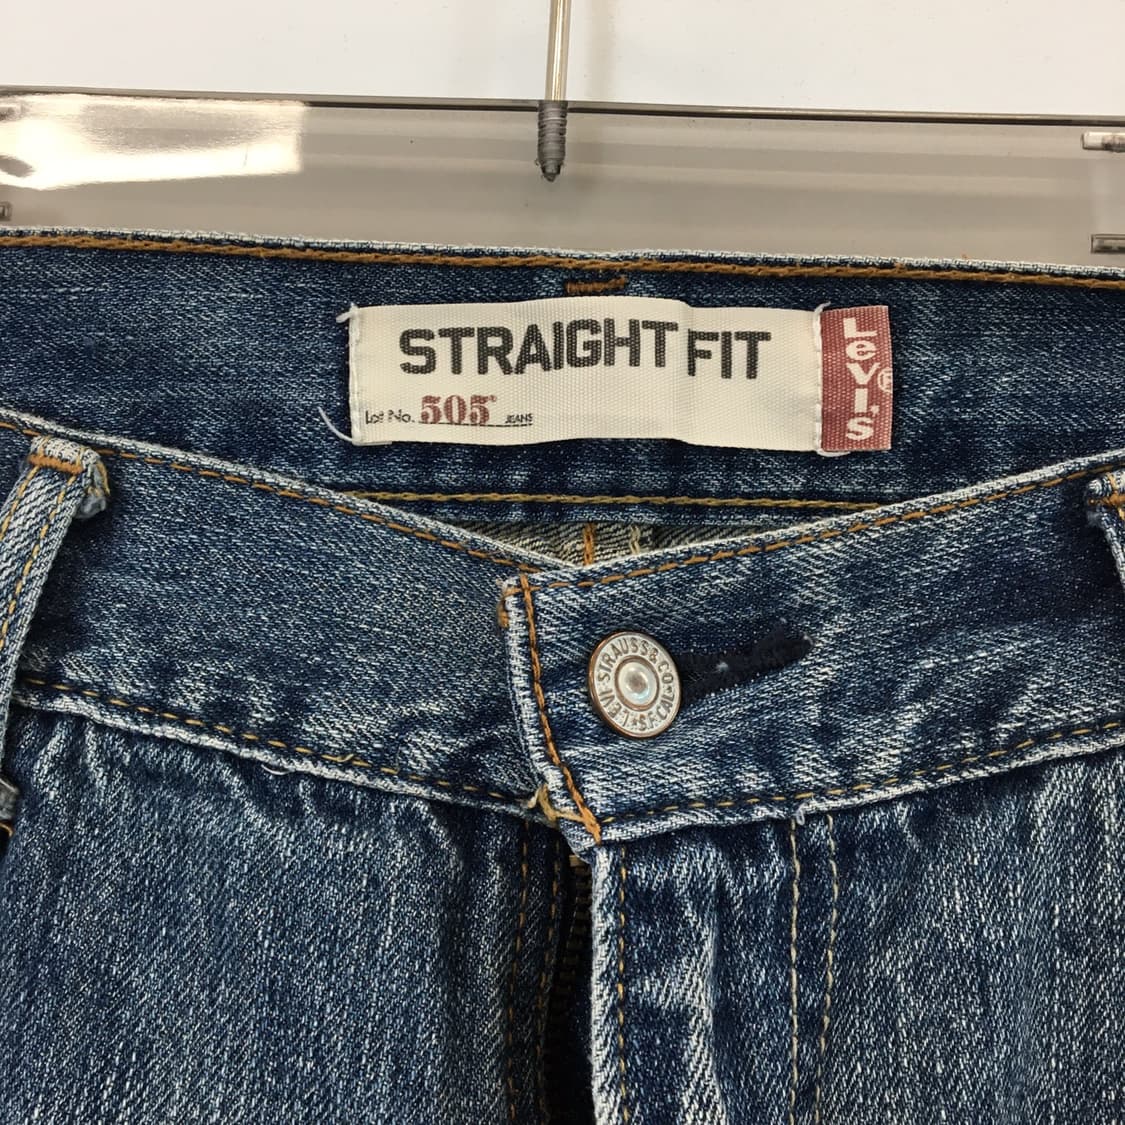 STRAIGHT FIT
Lot No. 505® JEANS
LEVI'S®
LEVI STRAUSS & CO
S.F. CAL